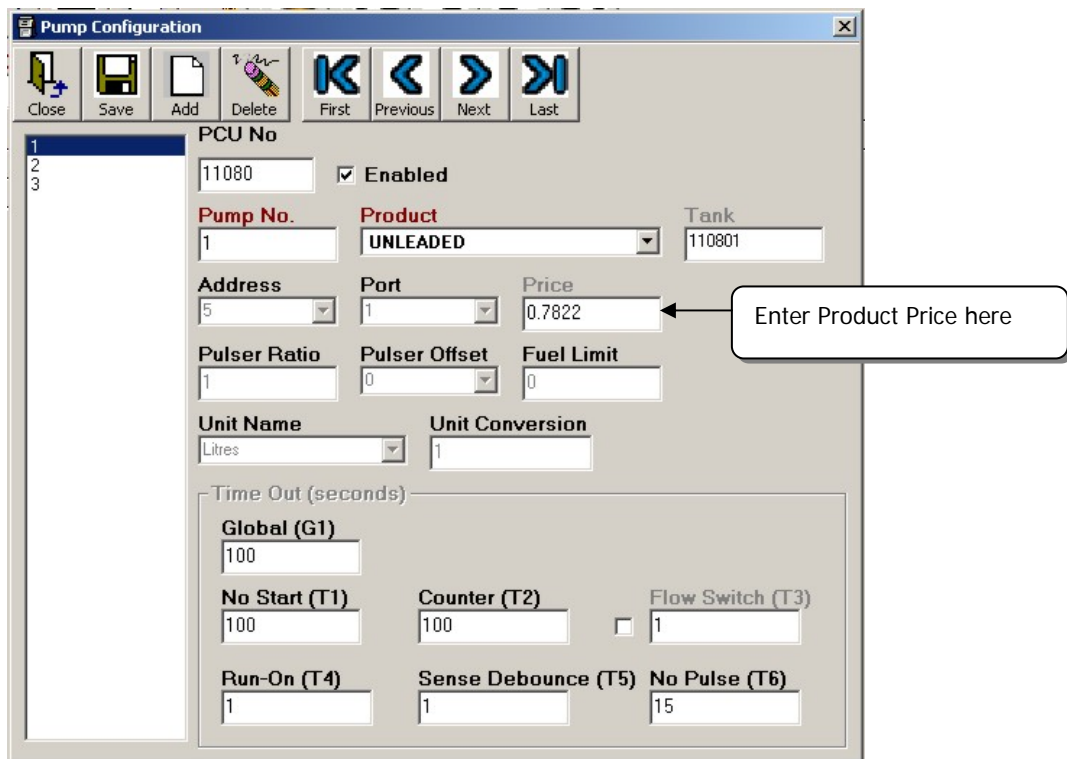 Pump Configuration
Close Save Add Delete First Previous Next Last
1
2
3
PCU No
11080 Enabled
Pump No. Product Tank
1 UNLEADED 110801
Address Port Price
5 1 0.7822
Enter Product Price here
Pulser Ratio Pulser Offset Fuel Limit
1 0 0
Unit Name Unit Conversion
Litres 1
Time Out (seconds)
Global (G1)
100
No Start (T1) Counter (T2) Flow Switch (T3)
100 100 1
Run-On (T4) Sense Debounce (T5) No Pulse (T6)
1 1 15